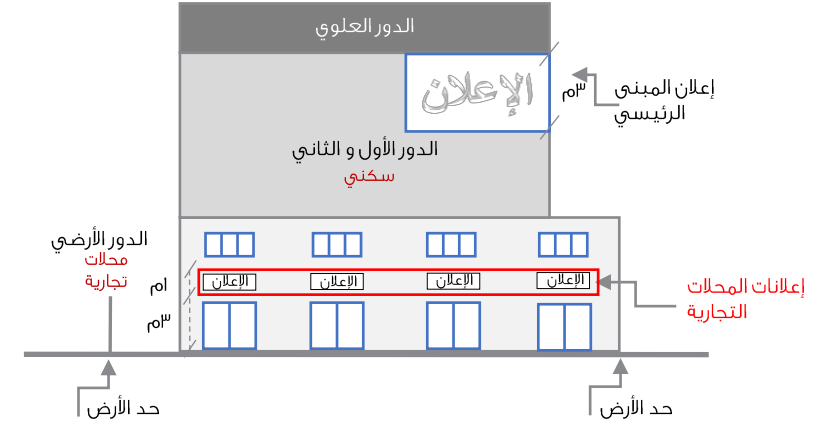 الدور العلوي
الإعلان
٣م
إعلان المبنى
الرئيسي
الدور الأول و الثاني
سكني
الدور الأرضي
محلات
تجارية
١م
الإعلان
الإعلان
الإعلان
الإعلان
إعلانات المحلات
التجارية
٣م
حد الأرض
حد الأرض